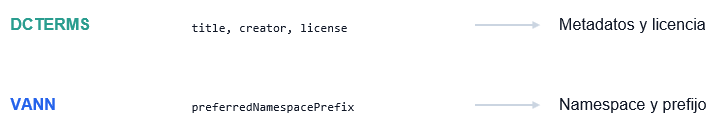 DCTERMS title, creator, license Metadatos y licencia
VANN preferredNamespacePrefix Namespace y prefijo